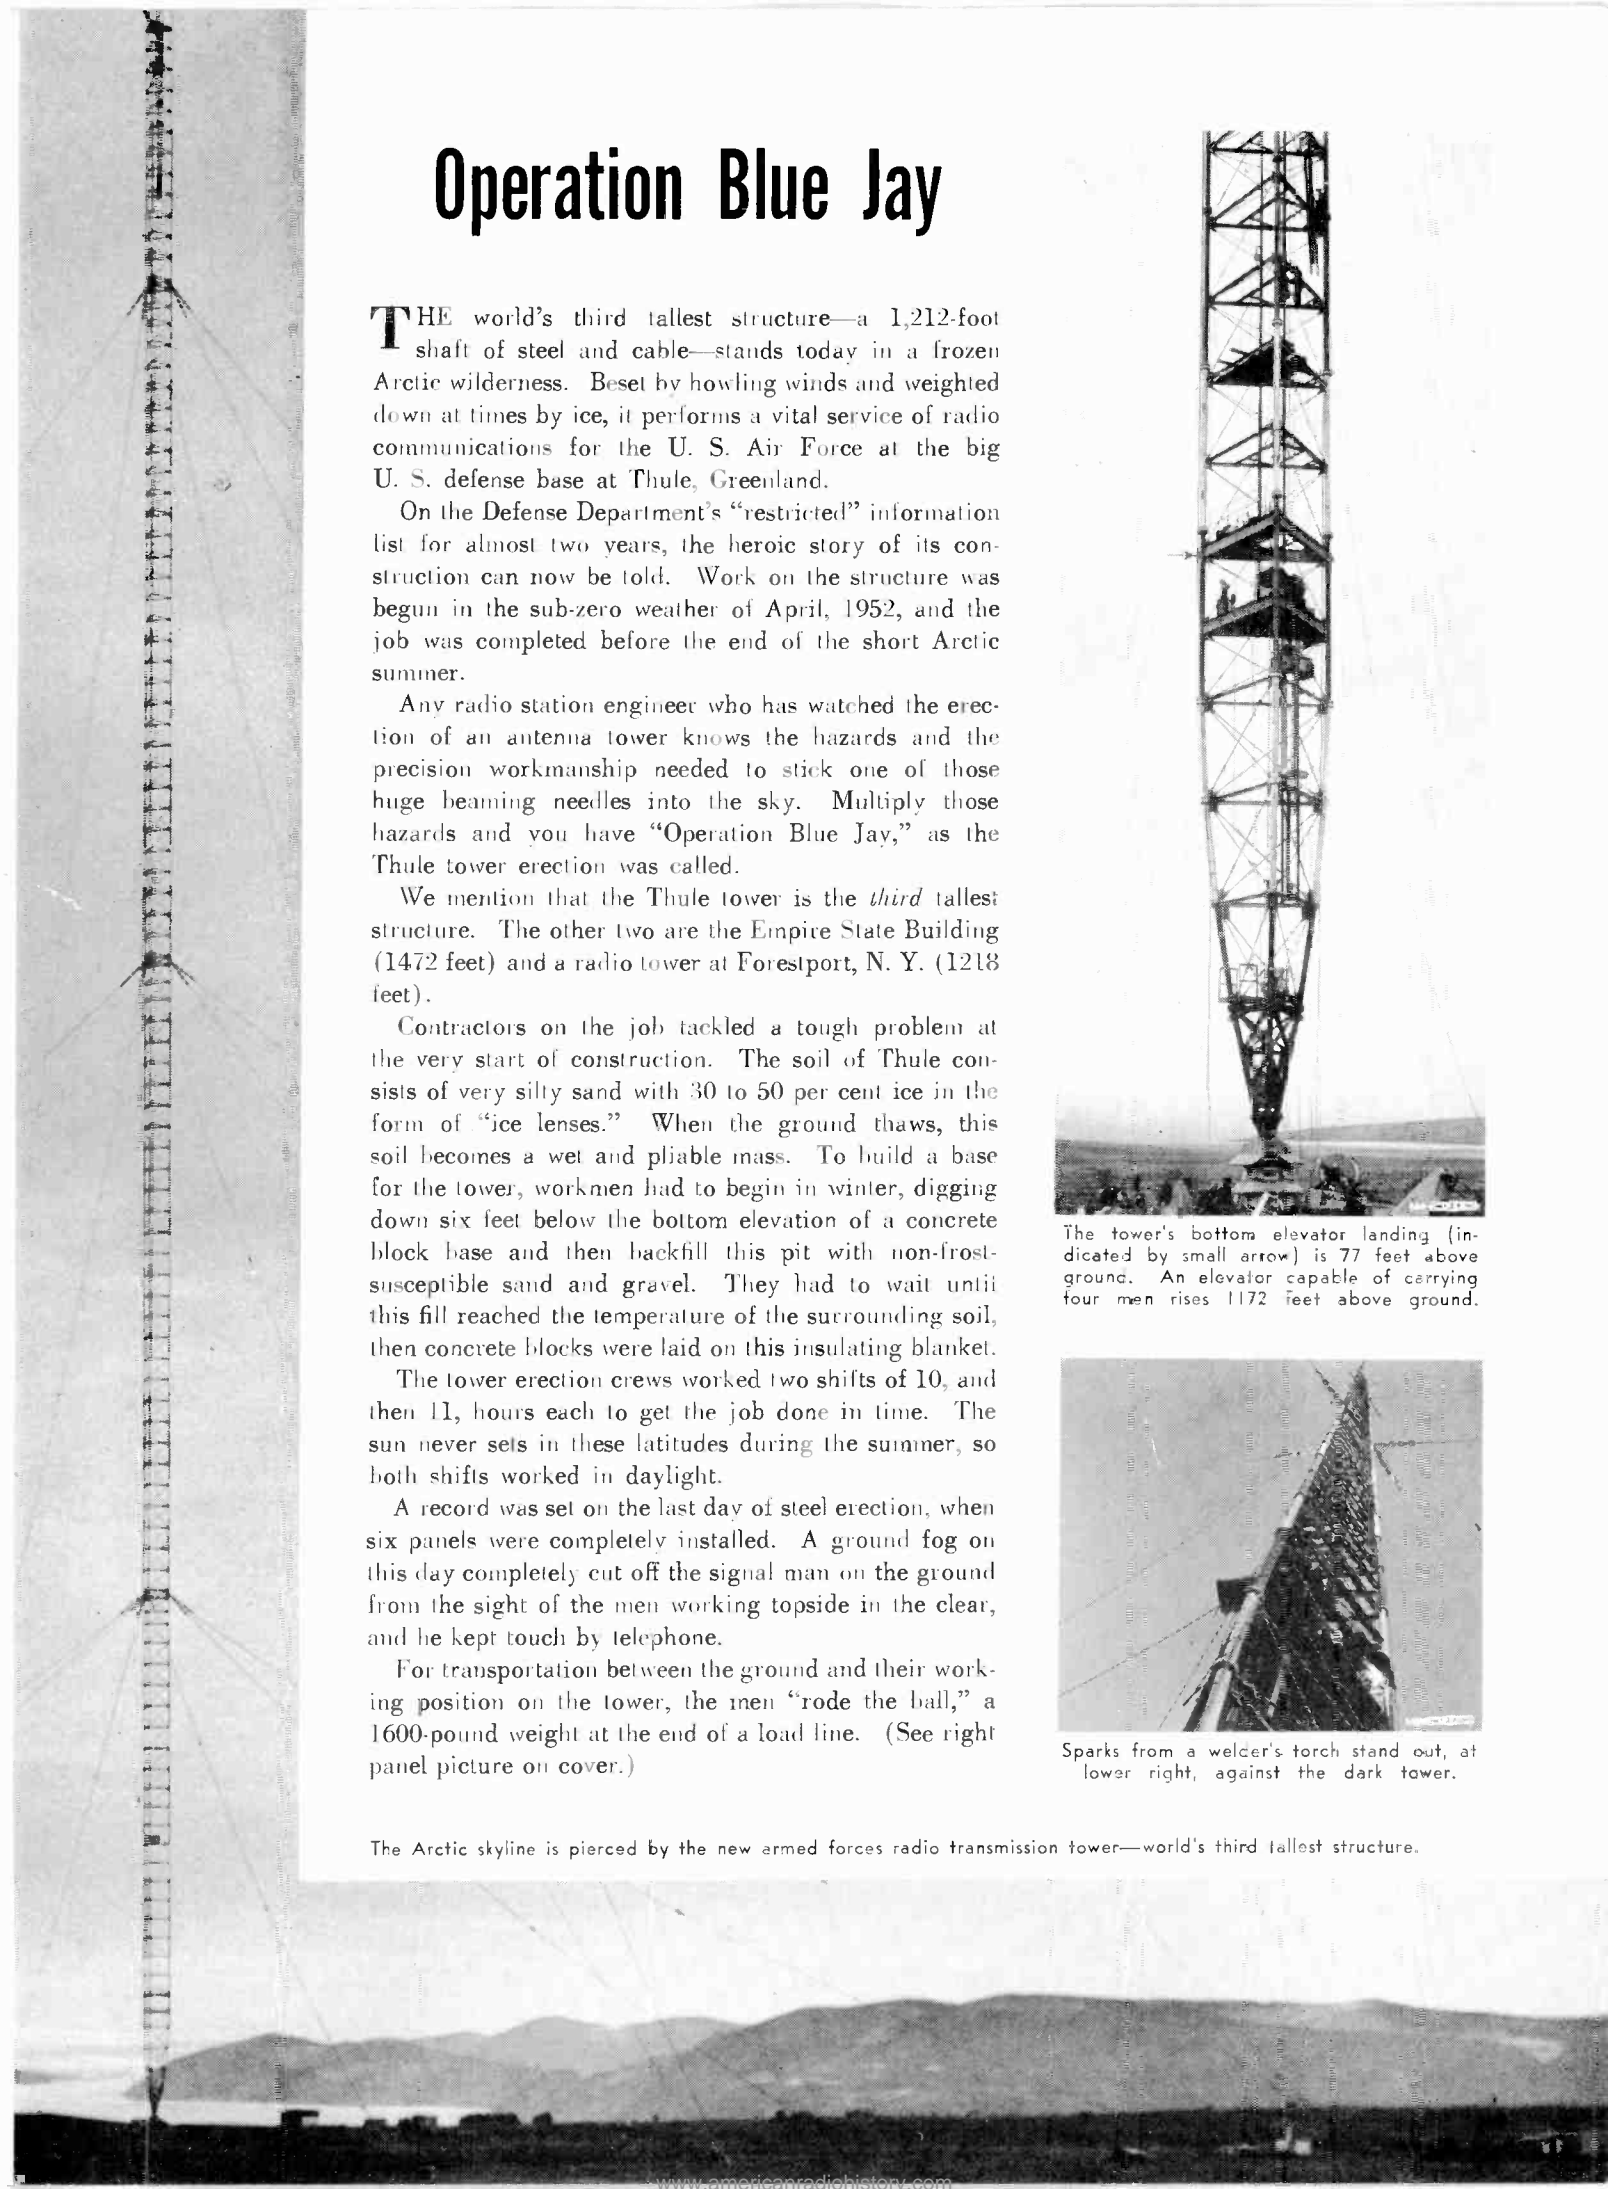 Operation Blue Jay
THE world's third tallest structure—a 1,212-foot
shaft of steel and cable—stands today in a frozen
Arctic wilderness. Beset by howling winds and weighted
down at times by ice, it performs a vital service of radio
communications for the U. S. Air Force at the big
U. S. defense base at Thule, Greenland.
On the Defense Department's “restricted” information
list for almost two years, the heroic story of its con-
struction can now be told. Work on the structure was
begun in the sub-zero weather of April, 1952, and the
job was completed before the end of the short Arctic
summer.
Any radio station engineer who has watched the erec-
tion of an antenna tower knows the hazards and the
precision workmanship needed to stick one of those
huge beaming needles into the sky. Multiply those
hazards and you have “Operation Blue Jay,” as the
Thule tower erection was called.
We mention that the Thule tower is the third tallest
structure. The other two are the Empire State Building
(1472 feet) and a radio tower at Forestport, N. Y. (1218
feet).
Contractors on the job tackled a tough problem at
the very start of construction. The soil of Thule con-
sists of very silty sand with 30 to 50 per cent ice in the
form of “ice lenses.” When the ground thaws, this
soil becomes a wet and pliable mass. To build a base
for the tower, workmen had to begin in winter, digging
down six feet below the bottom elevation of a concrete
block base and then backfill this pit with non-frost-
susceptible sand and gravel. They had to wait until
this fill reached the temperature of the surrounding soil,
then concrete blocks were laid on this insulating blanket.
The tower erection crews worked two shifts of 10, and
then 11, hours each to get the job done in time. The
sun never sets in these latitudes during the summer, so
both shifts worked in daylight.
A record was set on the last day of steel erection, when
six panels were completely installed. A ground fog on
this day completely cut off the signal man on the ground
from the sight of the men working topside in the clear,
and he kept touch by telephone.
For transportation between the ground and their work-
ing position on the tower, the men “rode the ball,” a
1600-pound weight at the end of a load line. (See right
panel picture on cover.)
The tower's bottom elevator landing (in-
dicated by small arrow) is 77 feet above
ground. An elevator capable of carrying
four men rises 1172 feet above ground.
Sparks from a welder's torch stand out, at
lower right, against the dark tower.
The Arctic skyline is pierced by the new armed forces radio transmission tower—world's third tallest structure.
www.americanradiohistory.com